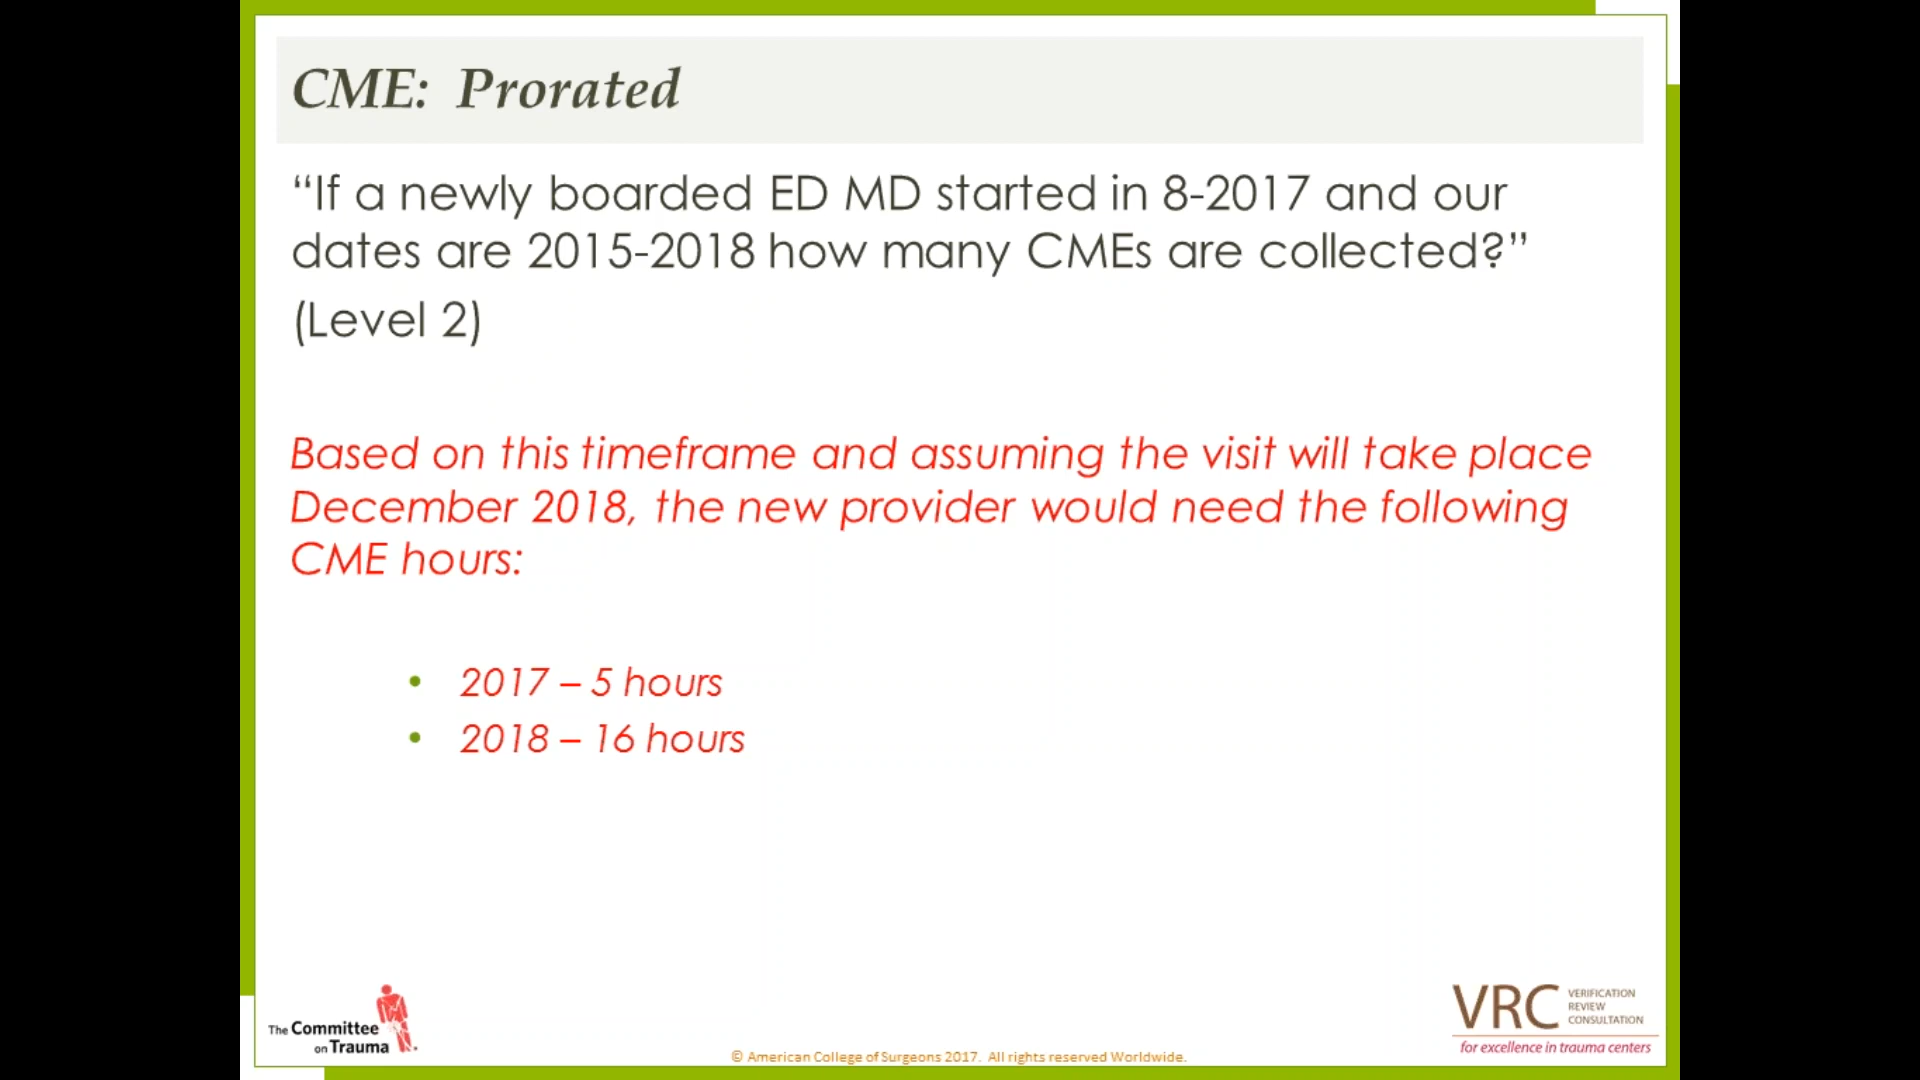 CME: Prorated
“If a newly boarded ED MD started in 8-2017 and our
dates are 2015-2018 how many CMEs are collected?”
(Level 2)
Based on this timeframe and assuming the visit will take place
December 2018, the new provider would need the following
CME hours:
• 2017 – 5 hours
• 2018 – 16 hours
The Committee
on Trauma
VRC VERIFICATION
REVIEW
CONSULTATION
for excellence in trauma centers
© American College of Surgeons 2017. All rights reserved Worldwide.